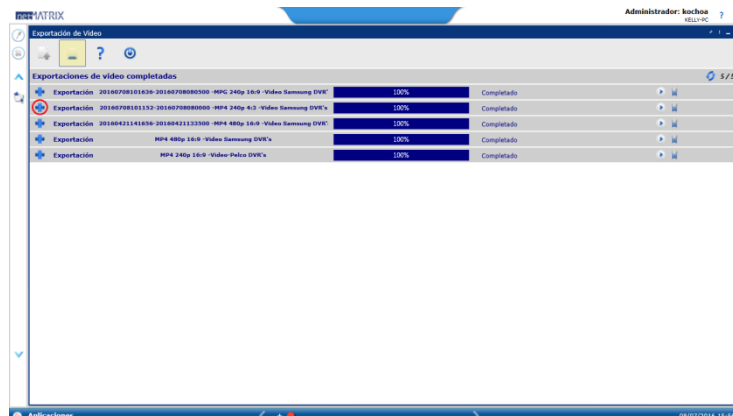 netMATRIX
Administrador: kochoa
KELLY-PC
?
Exportación de Video
?
Exportaciones de video completadas
5/5
Exportación 20160708101636-20160708080500 -MPG 240p 16:9 -Video Samsung DVR' 100% Completado
Exportación 20160708101152-20160708080000 -MP4 240p 4:3 -Video Samsung DVR's 100% Completado
Exportación 20160421141656-20160421133500 -MP4 480p 16:9 -Video Samsung DVR' 100% Completado
Exportación MP4 480p 16:9 -Video Samsung DVR's 100% Completado
Exportación MP4 240p 16:9 -Video-Pelco DVR's 100% Completado
Aplicaciones